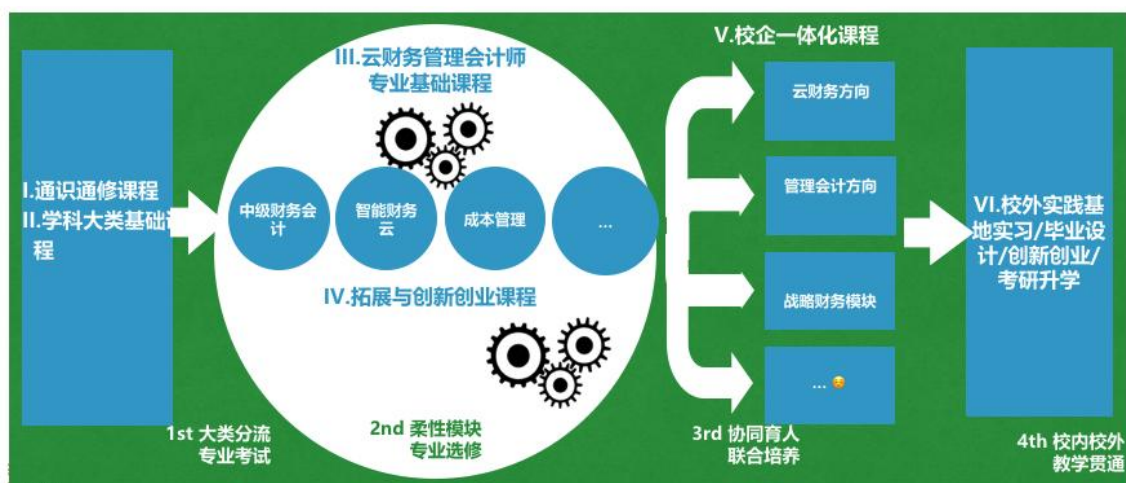 I.通识通修课程
II.学科大类基础课
程
1st 大类分流
专业考试
III.云财务管理会计师
专业基础课程
中级财务会
计
智能财务
云
成本管理
...
IV.拓展与创新创业课程
2nd 柔性模块
专业选修
V.校企一体化课程
云财务方向
管理会计方向
战略财务模块
... 😌
3rd 协同育人
联合培养
VI.校外实践基
地实习/毕业设
计/创新创业/
考研升学
4th 校内校外
教学贯通